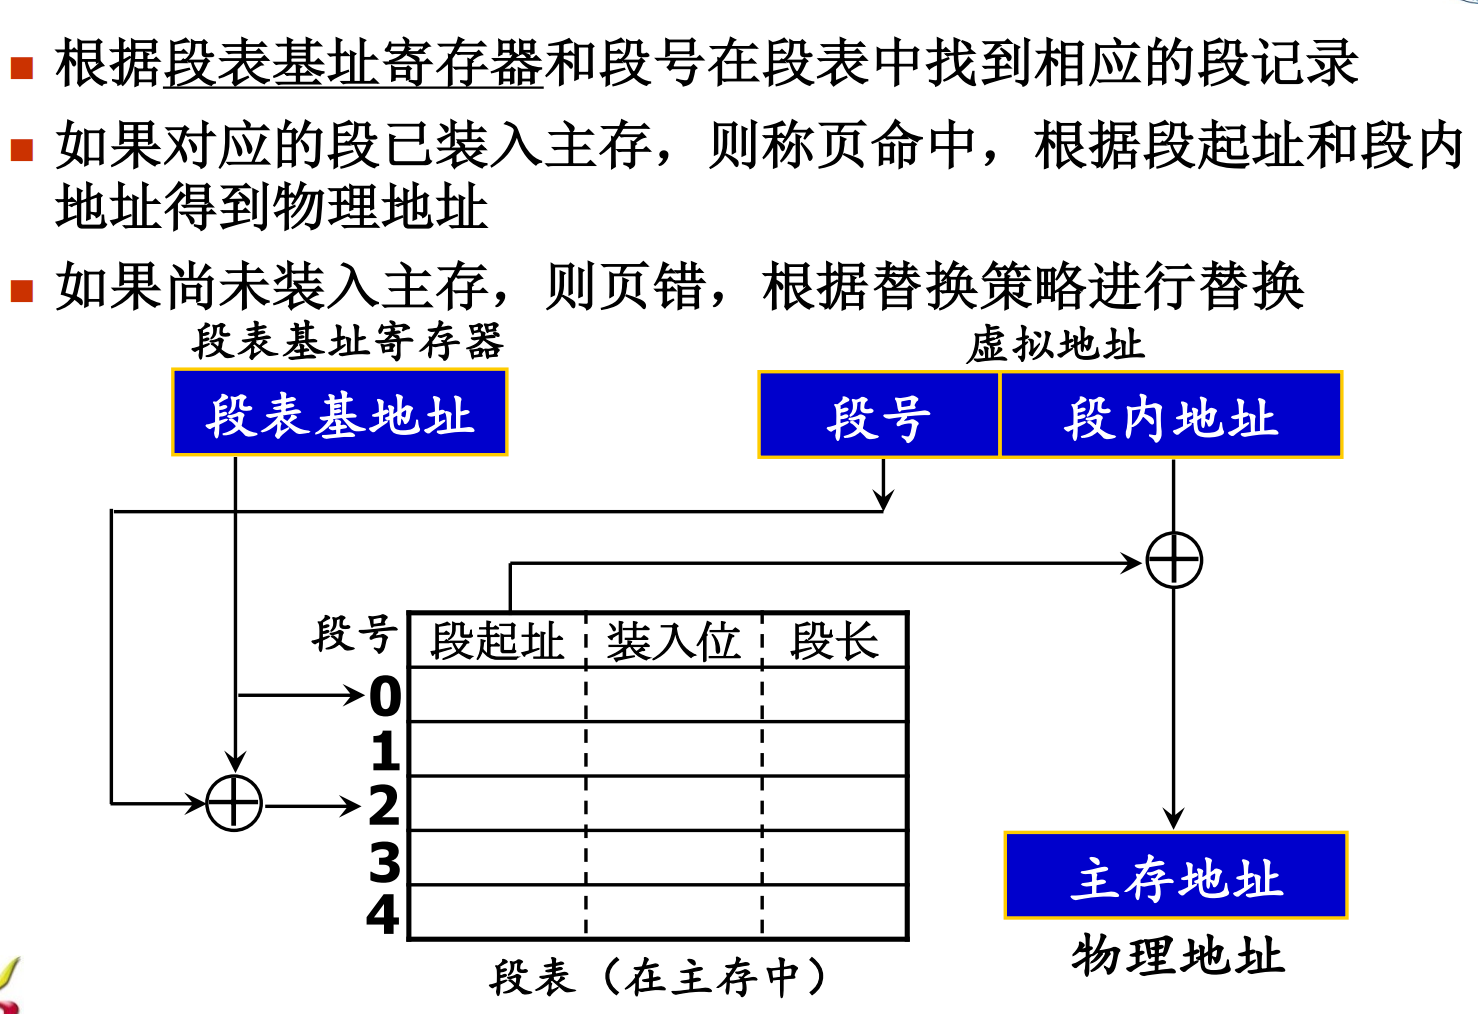 根据段表基址寄存器和段号在段表中找到相应的段记录
如果对应的段已装入主存，则称页命中，根据段起址和段内
地址得到物理地址
如果尚未装入主存，则页错，根据替换策略进行替换
段表基址寄存器
虚拟地址
段表基地址
段号
段内地址
段号
段起址
装入位
段长
0
1
2
3
4
主存地址
物理地址
段表（在主存中）